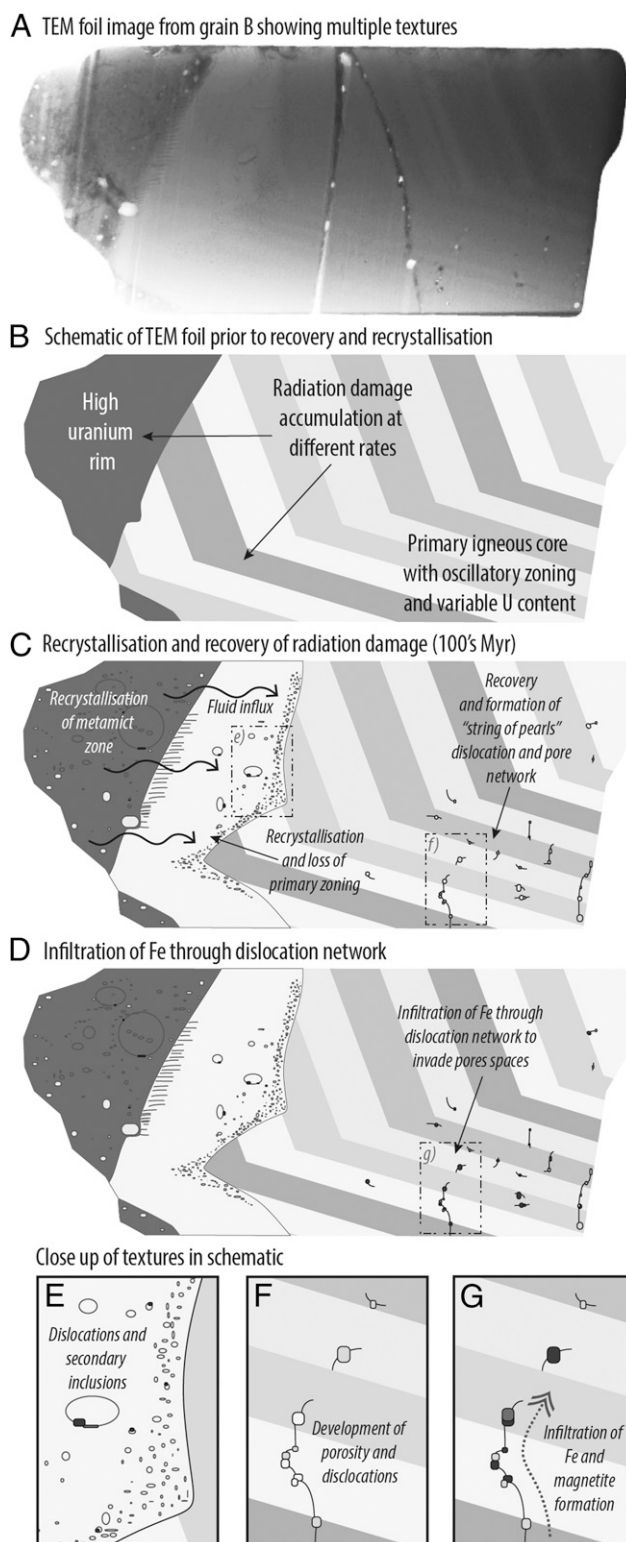 A TEM foil image from grain B showing multiple textures
B Schematic of TEM foil prior to recovery and recrystallisation
High
uranium
rim
Radiation damage
accumulation at
different rates
Primary igneous core
with oscillatory zoning
and variable U content
C Recrystallisation and recovery of radiation damage (100's Myr)
Recrystallisation
of metamict
zone
Fluid influx
e)
Recrystallisation
and loss of
primary zoning
Recovery
and formation of
"string of pearls"
dislocation and pore
network
f)
D Infiltration of Fe through dislocation network
Infiltration of Fe through
dislocation network to
invade pores spaces
g)
Close up of textures in schematic
E
Dislocations and
secondary
inclusions
F
Development of
porosity and
disclocations
G
Infiltration of
Fe and
magnetite
formation